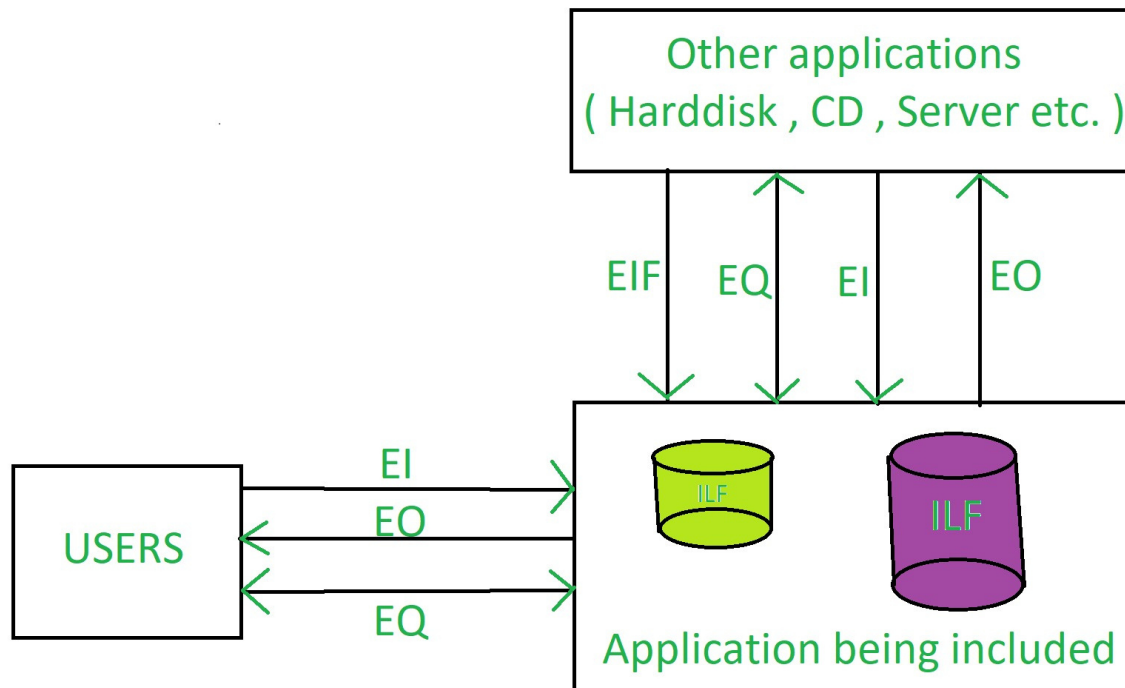 Other applications
( Harddisk , CD , Server etc. )
EIF
EQ
EI
EO
EI
EO
EQ
USERS
ILF
ILF
Application being included